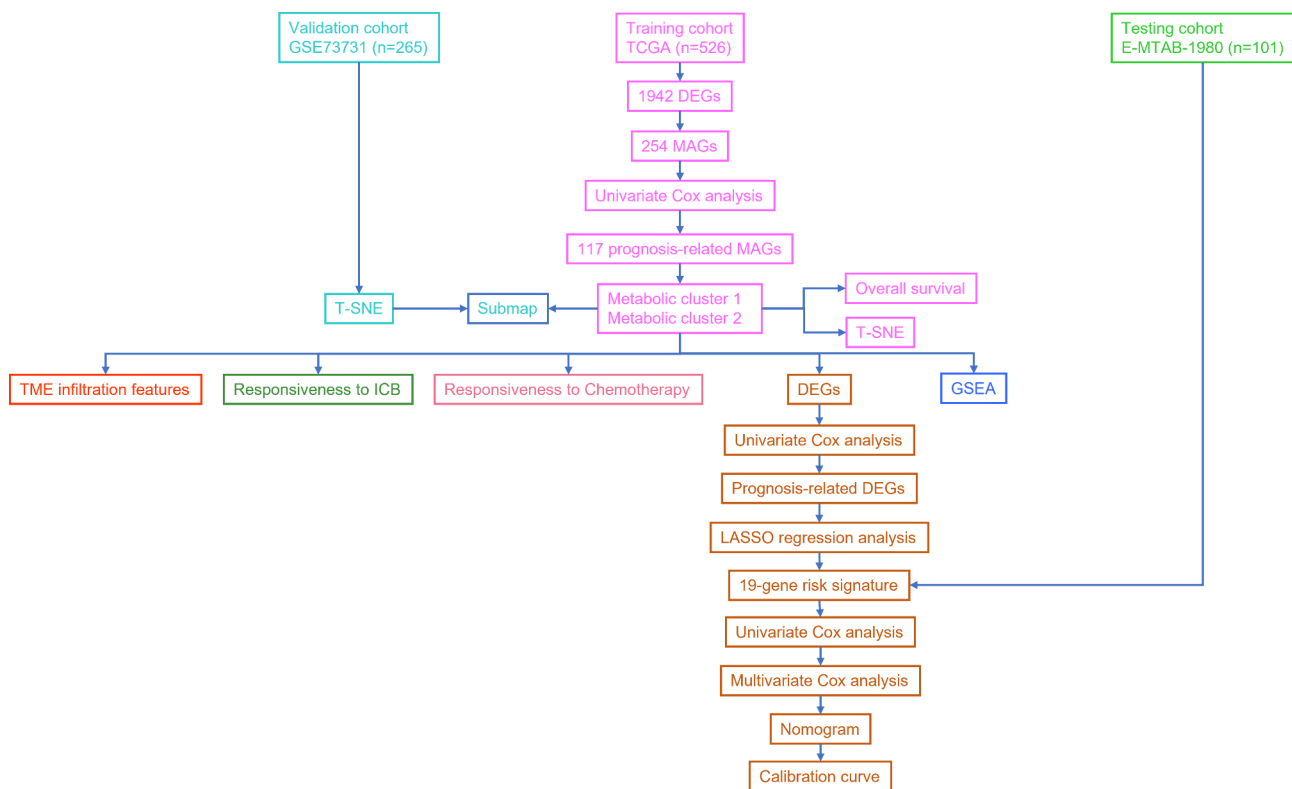 Validation cohort
GSE73731 (n=265)
Training cohort
TCGA (n=526)
Testing cohort
E-MTAB-1980 (n=101)
1942 DEGs
254 MAGs
Univariate Cox analysis
117 prognosis-related MAGs
T-SNE
Submap
Metabolic cluster 1
Metabolic cluster 2
Overall survival
T-SNE
TME infiltration features
Responsiveness to ICB
Responsiveness to Chemotherapy
DEGs
GSEA
Univariate Cox analysis
Prognosis-related DEGs
LASSO regression analysis
19-gene risk signature
Univariate Cox analysis
Multivariate Cox analysis
Nomogram
Calibration curve